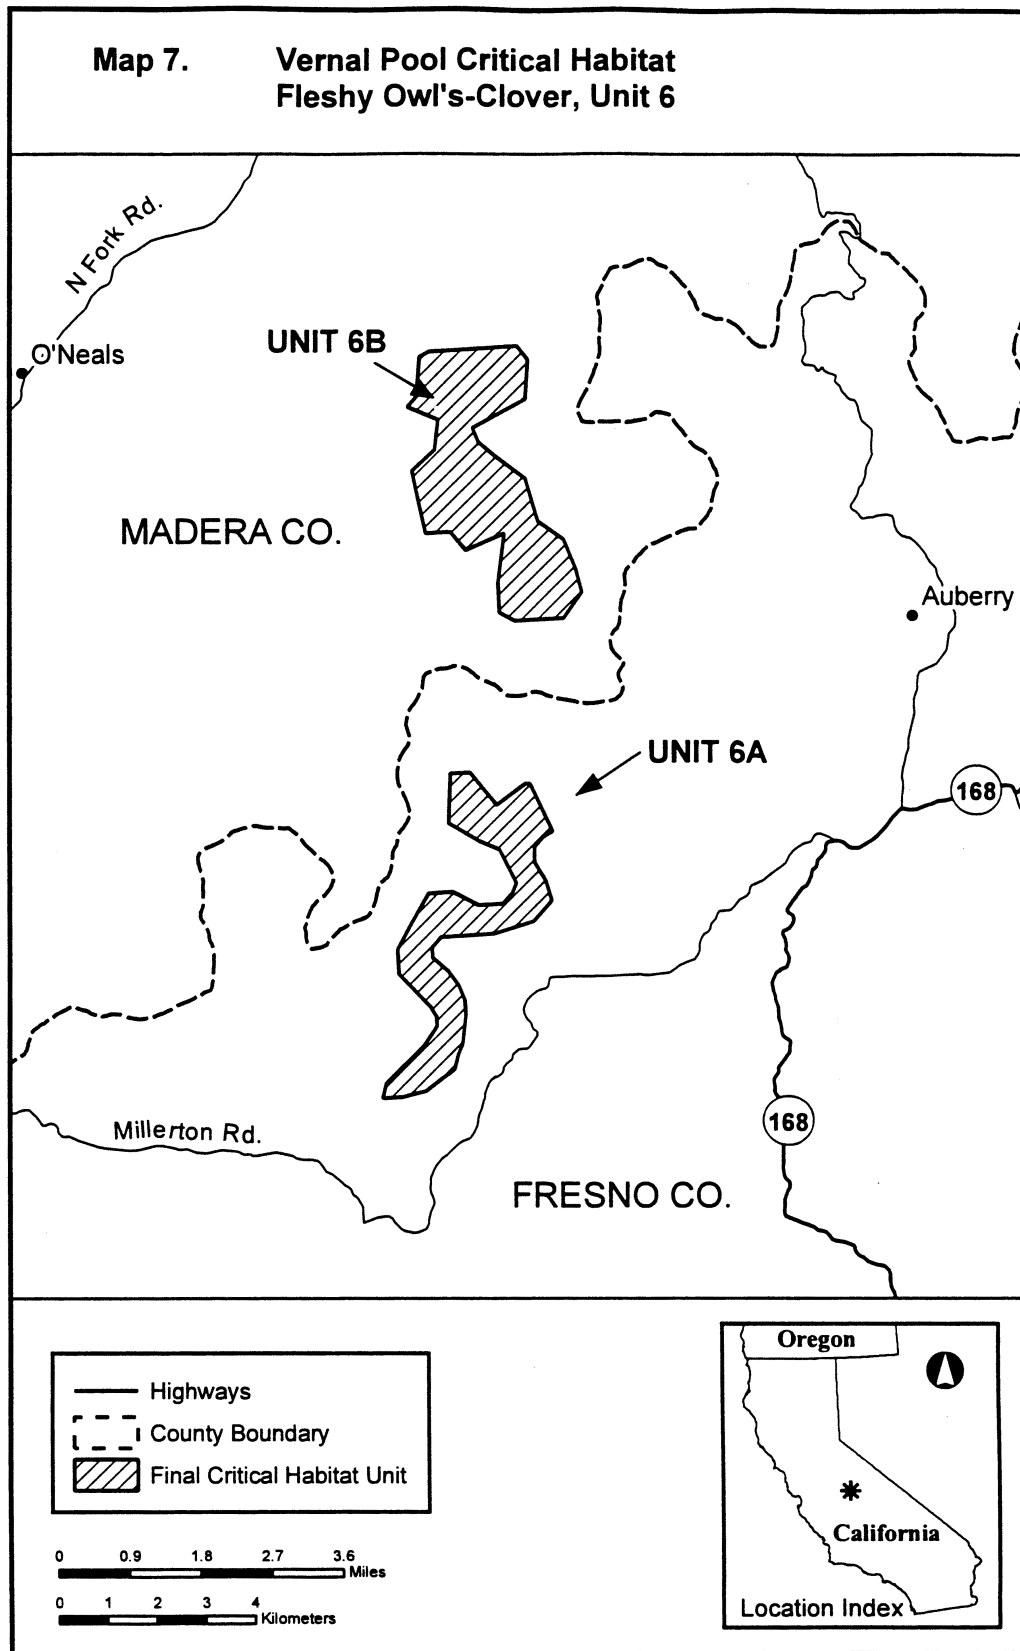 Map 7. Vernal Pool Critical Habitat
Fleshy Owl's-Clover, Unit 6
N Fork Rd.
O'Neals
UNIT 6B
MADERA CO.
Auberry
UNIT 6A
168
168
Millerton Rd.
FRESNO CO.
Highways
County Boundary
Final Critical Habitat Unit
0 0.9 1.8 2.7 3.6
Miles
0 1 2 3 4
Kilometers
Oregon
California
Location Index